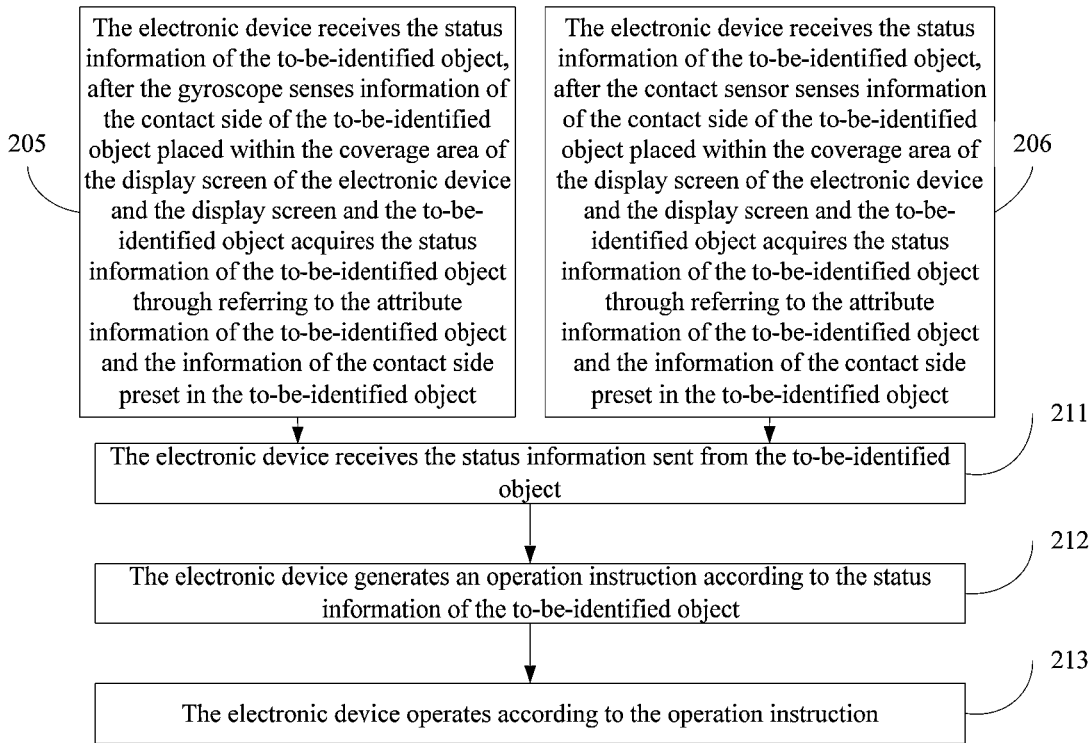 The electronic device receives the status
information of the to-be-identified object,
after the gyroscope senses information of
the contact side of the to-be-identified
object placed within the coverage area of
the display screen of the electronic device
and the display screen and the to-be-
identified object acquires the status
information of the to-be-identified object
through referring to the attribute
information of the to-be-identified object
and the information of the contact side
preset in the to-be-identified object
205
The electronic device receives the status
information of the to-be-identified object,
after the contact sensor senses information
of the contact side of the to-be-identified
object placed within the coverage area of
the display screen of the electronic device
and the display screen and the to-be-
identified object acquires the status
information of the to-be-identified object
through referring to the attribute
information of the to-be-identified object
and the information of the contact side
preset in the to-be-identified object
206
The electronic device receives the status information sent from the to-be-identified
object
211
The electronic device generates an operation instruction according to the status
information of the to-be-identified object
212
The electronic device operates according to the operation instruction
213